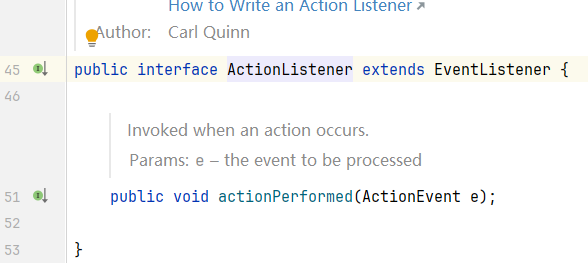 How to Write an Action Listener ↗
Author: Carl Quinn
45 public interface ActionListener extends EventListener {
46
Invoked when an action occurs.
Params: e – the event to be processed
51 public void actionPerformed(ActionEvent e);
52
53 }